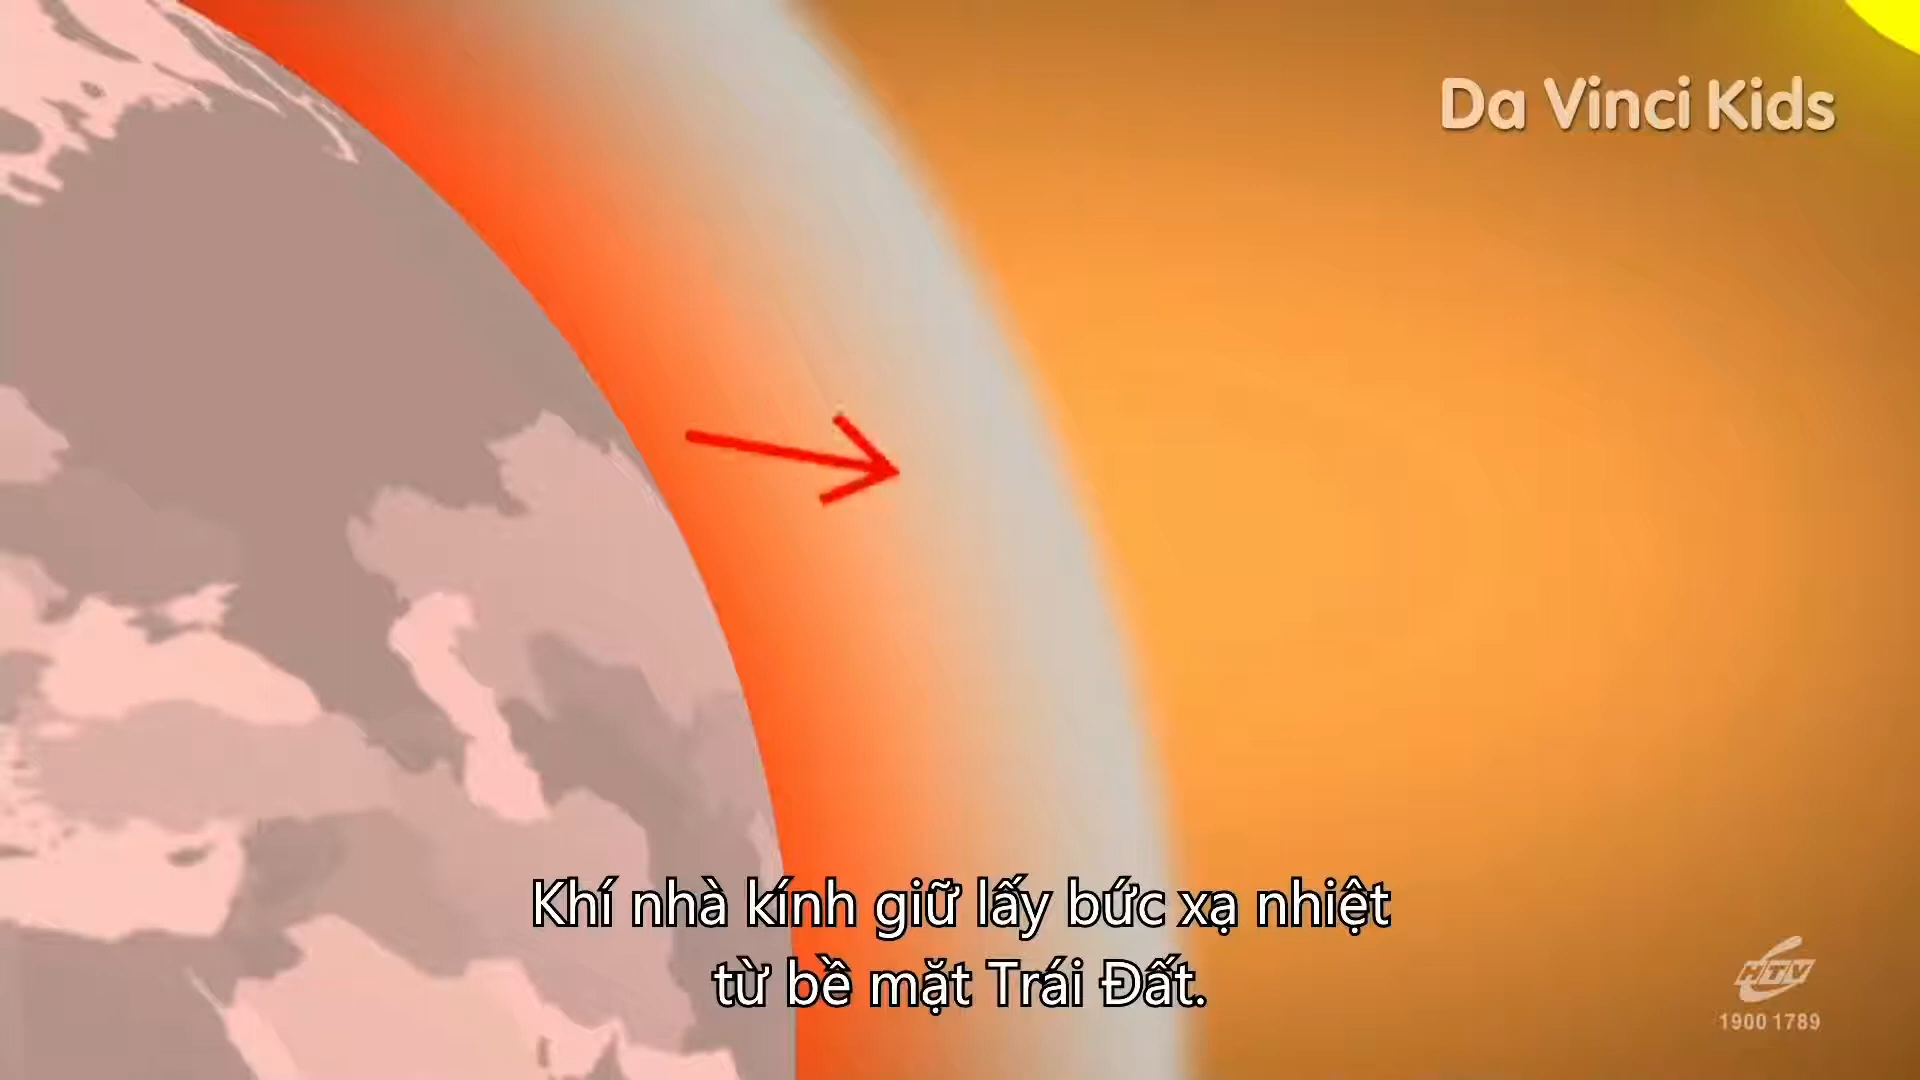 Da Vinci Kids
Khí nhà kính giữ lấy bức xạ nhiệt
từ bề mặt Trái Đất.
HTV
1900 1789